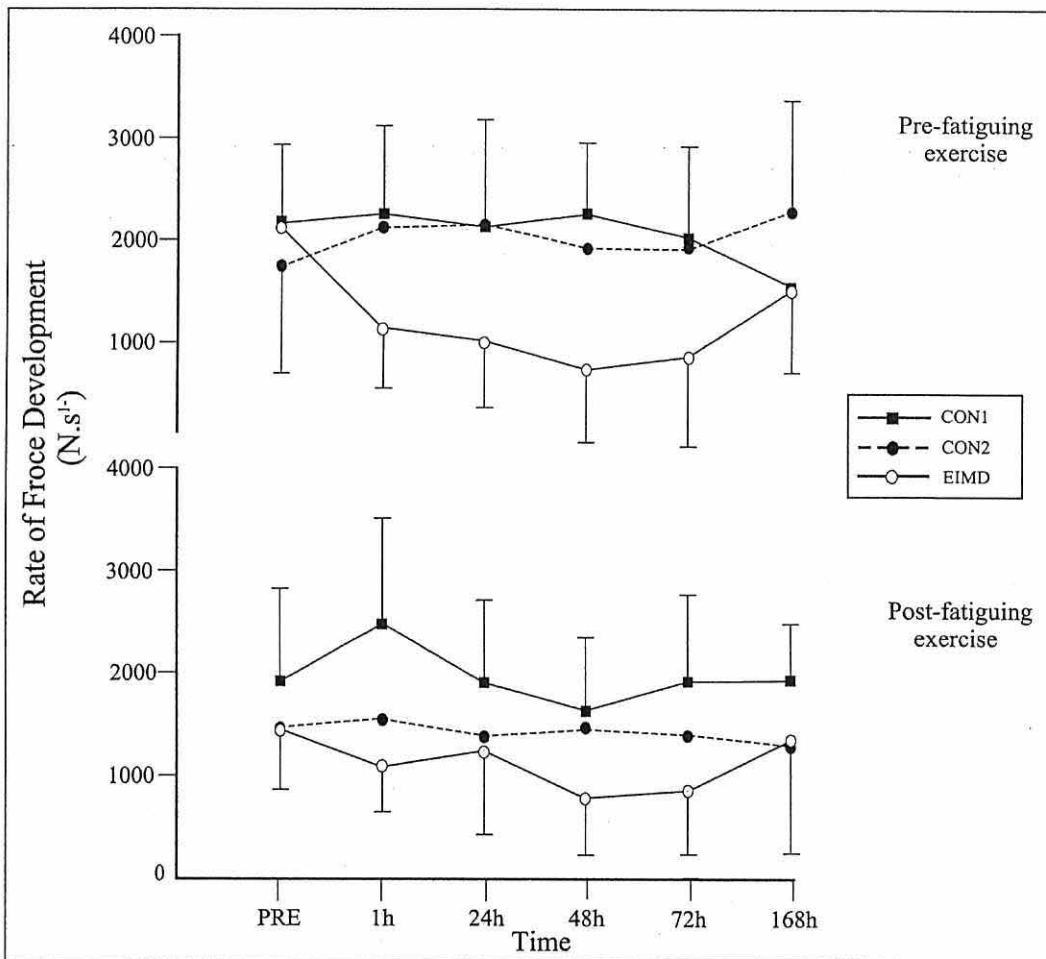 4000
3000
2000
1000
Pre-fatiguing
exercise
Rate of Froce Development
(N.s¹⁻)
CON1
CON2
EIMD
4000
3000
2000
1000
0
Post-fatiguing
exercise
PRE 1h 24h 48h 72h 168h
Time